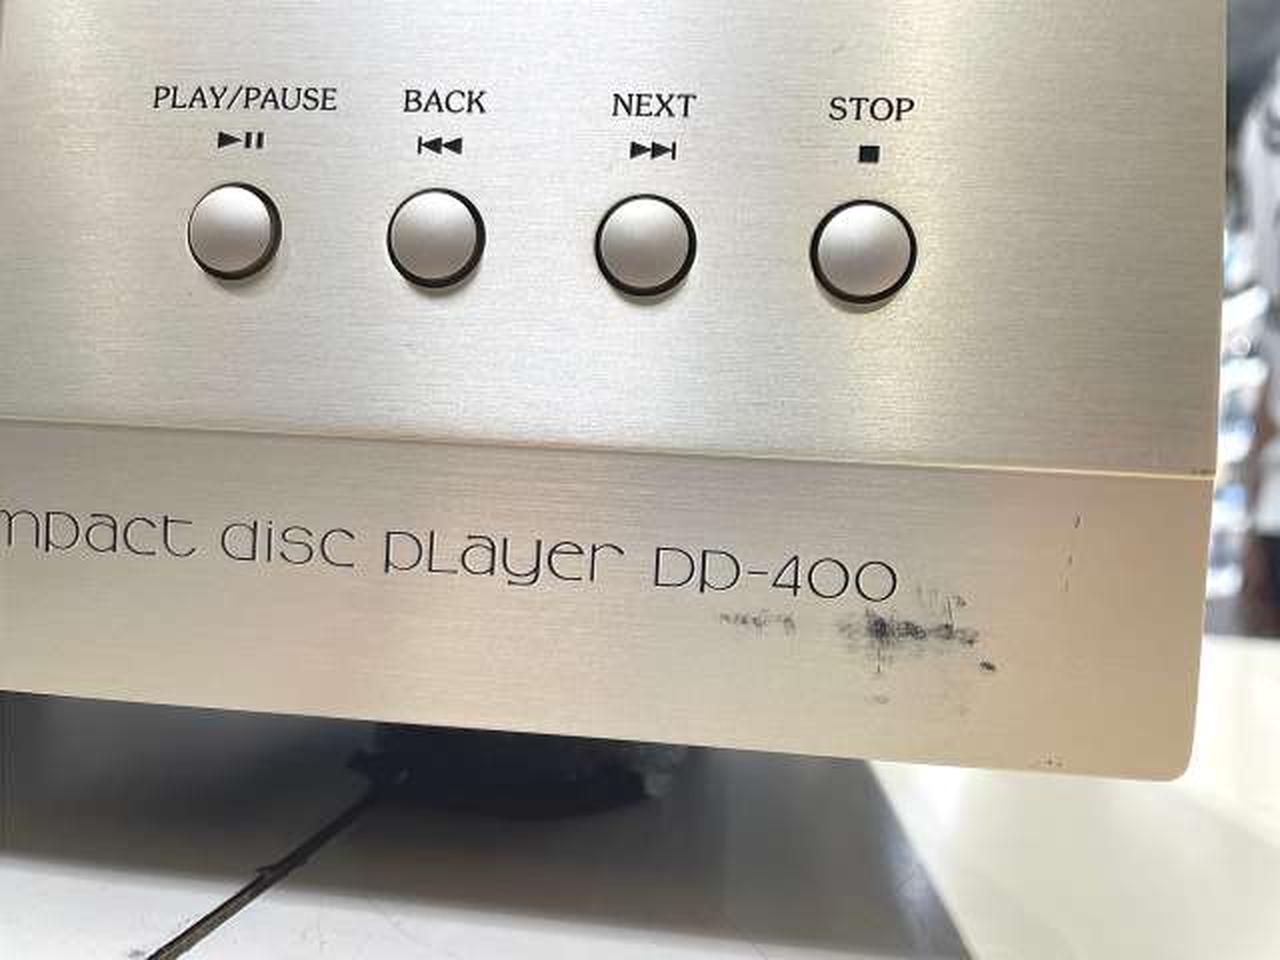 PLAY/PAUSE BACK NEXT STOP
mpact disc player DP-400